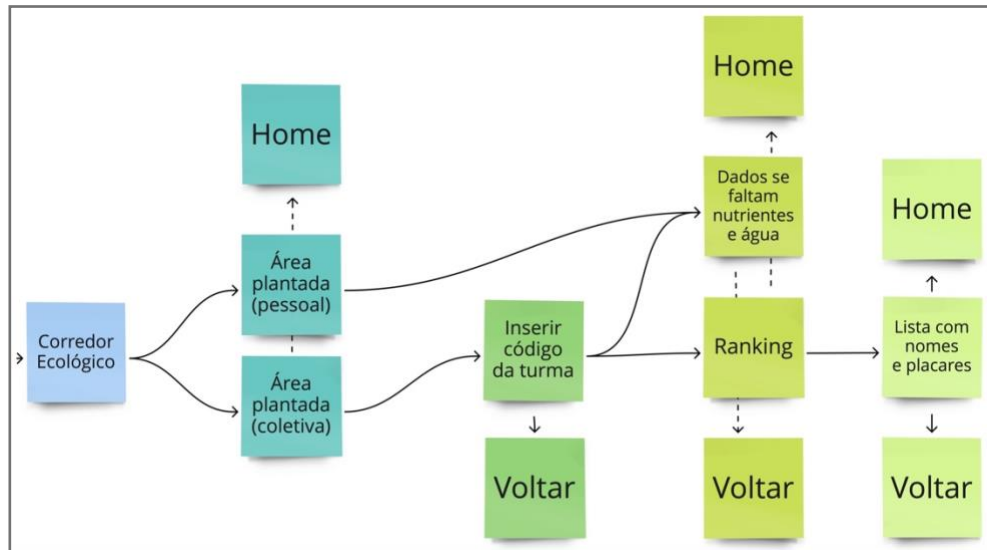 Corredor
Ecológico
Home
Área
plantada
(pessoal)
Área
plantada
(coletiva)
Inserir
código
da turma
Voltar
Home
Dados se
faltam
nutrientes
e água
Ranking
Voltar
Home
Lista com
nomes
e placares
Voltar